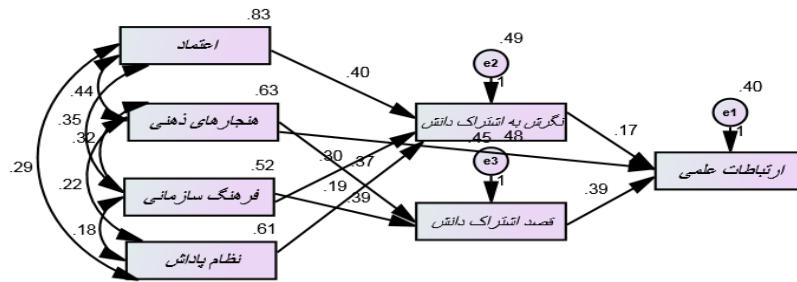 .83
اعتماد
.49
e2
1
.40
.63
.44
هنجارهای ذهنی
نگرش به اشتراک دانش
.40
e1
1
.35
.32
.45
.48
.17
.29
.52
.30
.37
e3
1
ارتباطات علمی
فرهنگ سازمانی
.22
.19
.39
.39
.61
قصد اشتراک دانش
.18
نظام پاداش